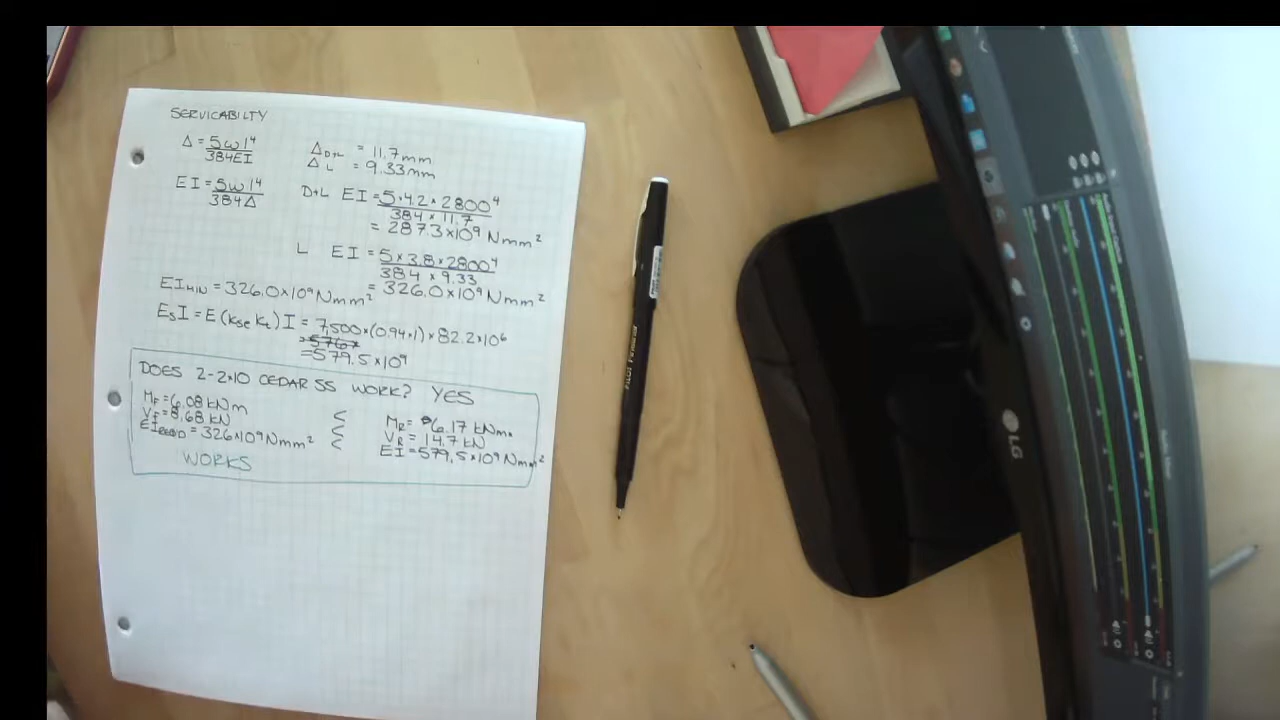 SERVICABILTY
Δ = 5ωl⁴ / 384EI
Δ D+L = 11.7mm
Δ L = 9.33mm
EI = 5ωl⁴ / 384Δ
D+L EI = 5·4.2×2800⁴ / 384×11.7
= 287.3×10⁹ Nmm²
L EI = 5×3.8×2800⁴ / 384×9.33
= 326.0×10⁹ Nmm²
EI MIN = 326.0×10⁹ Nmm²
EsI = E(kse kt)I = 7,500×(0.94×1)×82.2×10⁶
= 579.5×10⁹
DOES 2-2×10 CEDAR SS WORK? YES
MF = 6.08 kNm < MR = 6.17 kNm
VF = 8.68 kN < VR = 14.7 kN
EI = 326×10⁹ Nmm² < EI = 579.5×10⁹ Nmm²
WORKS
PILOT
LG